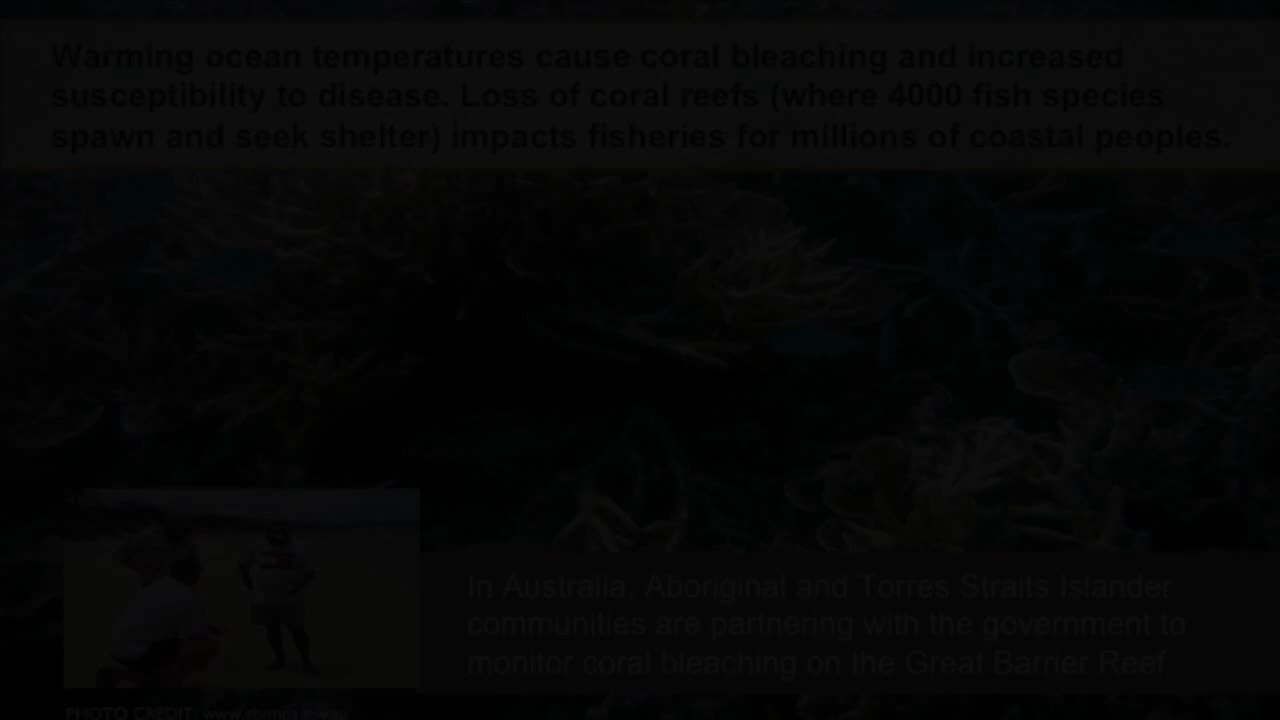 Warming ocean temperatures cause coral bleaching and increased
susceptibility to disease. Loss of coral reefs (where 4000 fish species
spawn and seek shelter) impacts fisheries for millions of coastal peoples.
In Australia, Aboriginal and Torres Straits Islander
communities are partnering with the government to
monitor coral bleaching on the Great Barrier Reef
PHOTO CREDIT: